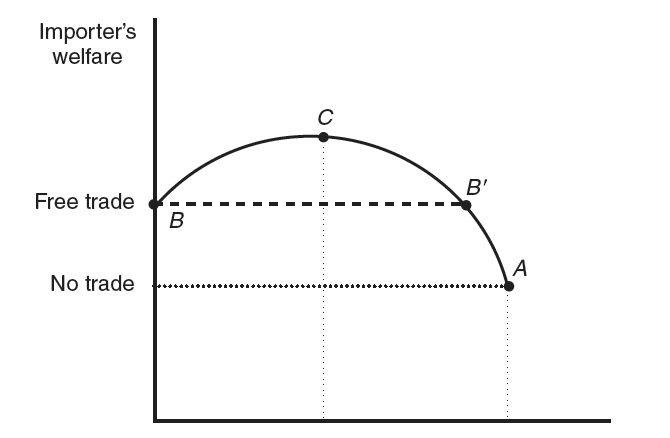 Importer’s
welfare
C
Free trade
B′
B
No trade
A